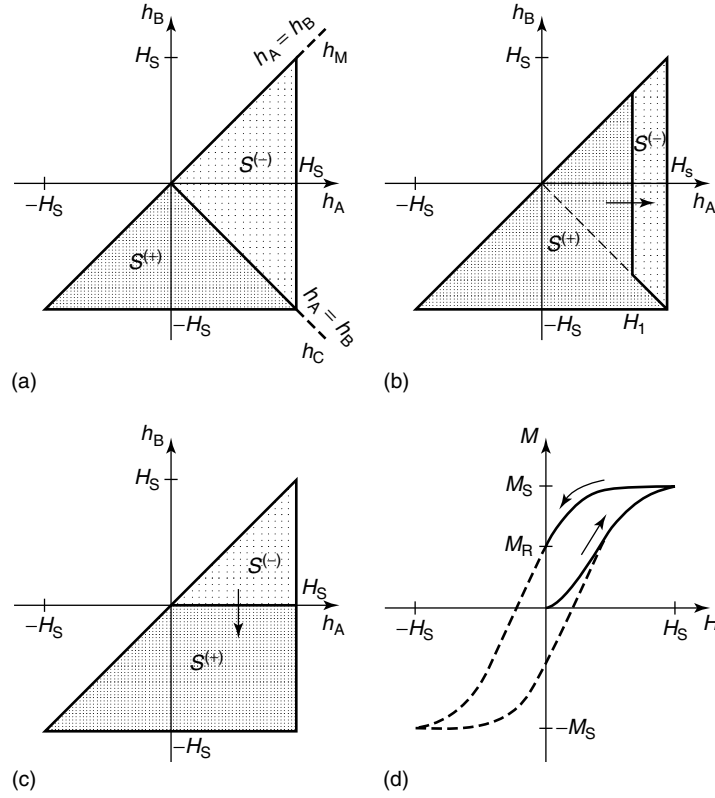 h_B
H_S
h_A = h_B
h_M
S^(–)
H_S
–H_S
h_A
S^(+)
–H_S
h_A = h_B
h_C
(a)
h_B
H_S
S^(–)
H_s
–H_S
h_A
S^(+)
–H_S
H_1
(b)
h_B
H_S
S^(–)
H_S
–H_S
h_A
S^(+)
–H_S
(c)
M
M_S
M_R
–H_S
H_S
H
–M_S
(d)